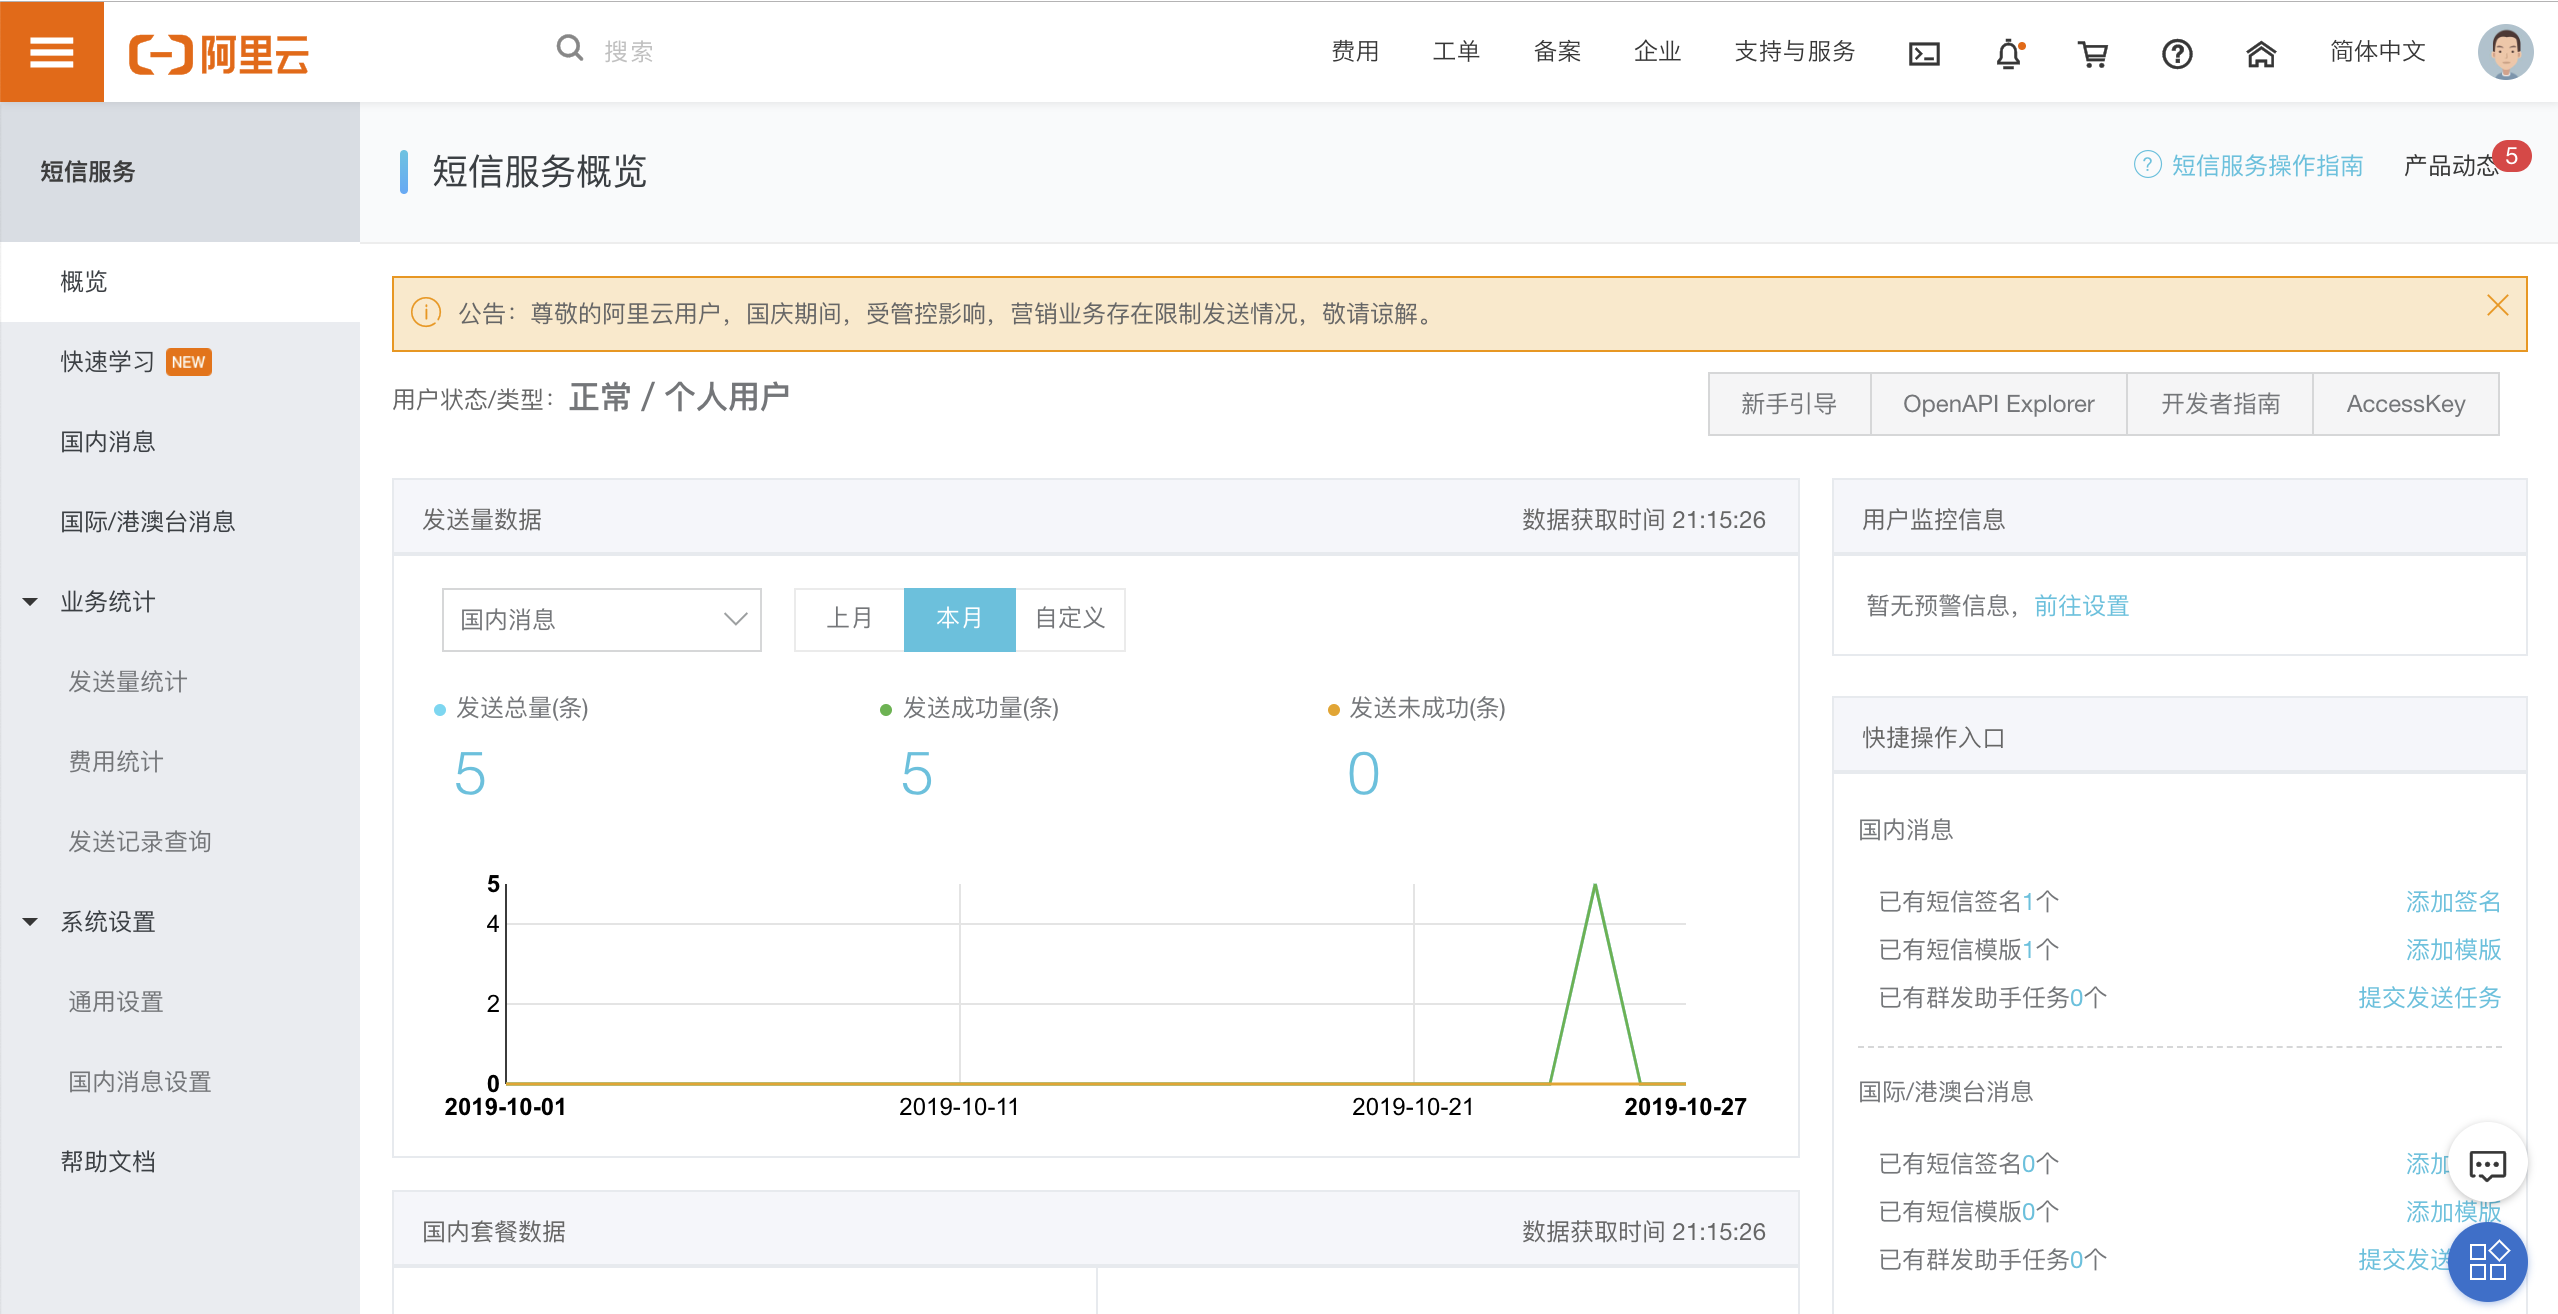 阿里云
搜索
费用
工单
备案
企业
支持与服务
简体中文
短信服务
短信服务概览
短信服务操作指南
产品动态
5
概览
快速学习 NEW
国内消息
国际/港澳台消息
业务统计
发送量统计
费用统计
发送记录查询
系统设置
通用设置
国内消息设置
帮助文档
公告：尊敬的阿里云用户，国庆期间，受管控影响，营销业务存在限制发送情况，敬请谅解。
用户状态/类型：正常 / 个人用户
新手引导
OpenAPI Explorer
开发者指南
AccessKey
发送量数据
数据获取时间 21:15:26
国内消息
上月
本月
自定义
发送总量(条)
5
发送成功量(条)
5
发送未成功(条)
0
5
4
2
0
2019-10-01
2019-10-11
2019-10-21
2019-10-27
国内套餐数据
数据获取时间 21:15:26
用户监控信息
暂无预警信息，前往设置
快捷操作入口
国内消息
已有短信签名1个 添加签名
已有短信模版1个 添加模版
已有群发助手任务0个 提交发送任务
国际/港澳台消息
已有短信签名0个 添加
已有短信模版0个 添加模版
已有群发助手任务0个 提交发送